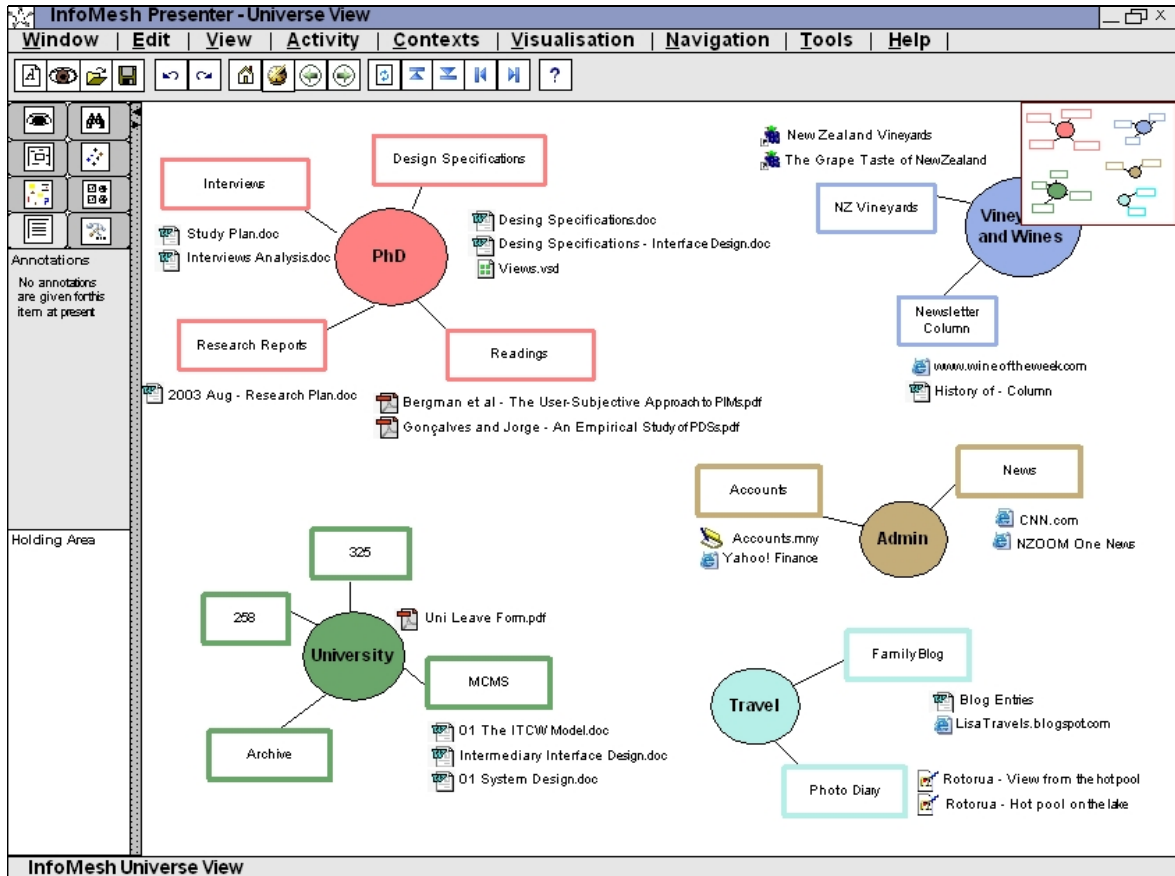 InfoMesh Presenter - Universe View
Window | Edit | View | Activity | Contexts | Visualisation | Navigation | Tools | Help |
?
Annotations
No annotations
are given forthis
item at present
Holding Area
Design Specifications
Interviews
PhD
Study Plan.doc
Interviews Analysis.doc
Desing Specifications.doc
Desing Specifications - Interface Design.doc
Views.vsd
Research Reports
Readings
2003 Aug - Research Plan.doc
Bergman et al - The User-Subjective Approach to PIMs.pdf
Gonçalves and Jorge - An Empirical Study of PDSs.pdf
New Zealand Vineyards
The Grape Taste of NewZealand
NZ Vineyards
and Wines
Newsletter
Column
www.wineoftheweek.com
History of - Column
News
Accounts
Admin
CNN.com
NZOOM One News
Accounts.mny
Yahoo! Finance
325
258
Uni Leave Form.pdf
University
MCMS
Archive
01 The ITCW Model.doc
Intermediary Interface Design.doc
01 System Design.doc
Family Blog
Travel
Blog Enties
LisaTravels.blogspot.com
Photo Diary
Rotorua - View from the hot pool
Rotorua - Hot pool on the lake
InfoMesh Universe View